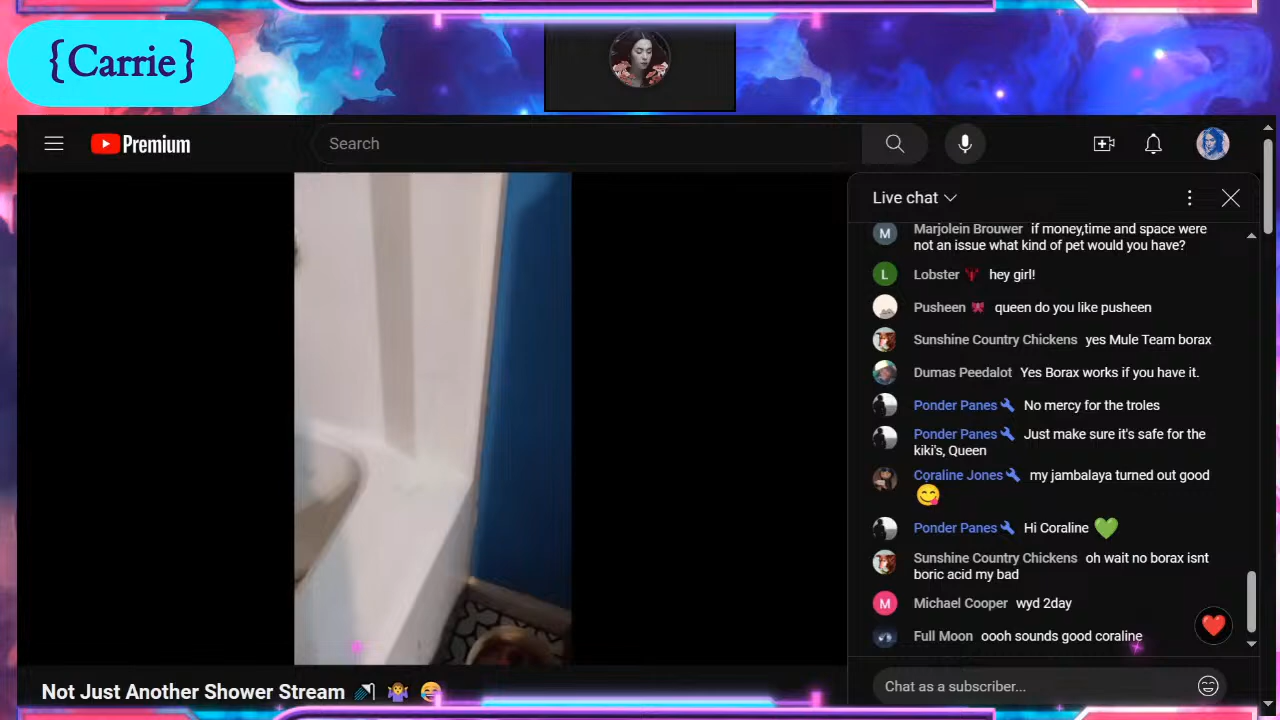 {Carrie}
Premium
Search
Live chat
Marjolein Brouwer if money,time and space were
not an issue what kind of pet would you have?
L
M
Lobster hey girl!
Pusheen queen do you like pusheen
Sunshine Country Chickens yes Mule Team borax
Dumas Peedalot Yes Borax works if you have it.
Ponder Panes No mercy for the troles
Ponder Panes Just make sure it's safe for the
kiki's, Queen
Coraline Jones my jambalaya turned out good
😋
Ponder Panes Hi Coraline 💚
Sunshine Country Chickens oh wait no borax isnt
boric acid my bad
M
Michael Cooper wyd 2day
Full Moon oooh sounds good coraline
Chat as a subscriber...
Not Just Another Shower Stream 🚿 🤷‍♀️ 😂